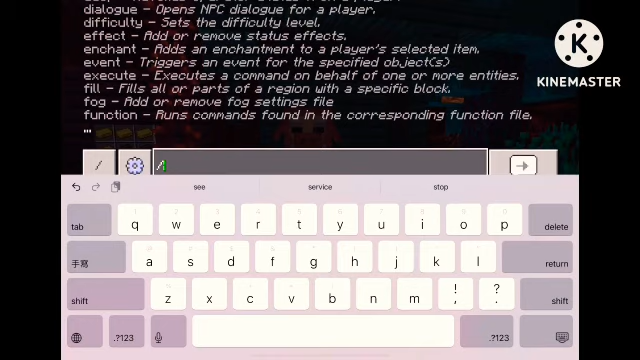 dialogue – Opens NPC dialogue for a player.
difficulty – Sets the difficulty level.
effect – Add or remove status effects.
enchant – Adds an enchantment to a player's selected item.
event – Triggers an event for the specified object(s)
execute – Executes a command on behalf of one or more entities.
fill – Fills all or parts of a region with a specific block.
fog – Add or remove fog settings file
function – Runs commands found in the corresponding function file.
...
K
KINEMASTER
/
/
see service stop
tab q w e r t y u i o p delete
手寫 a s d f g h j k l return
shift z x c v b n m ! , ? . shift
.?123 .?123